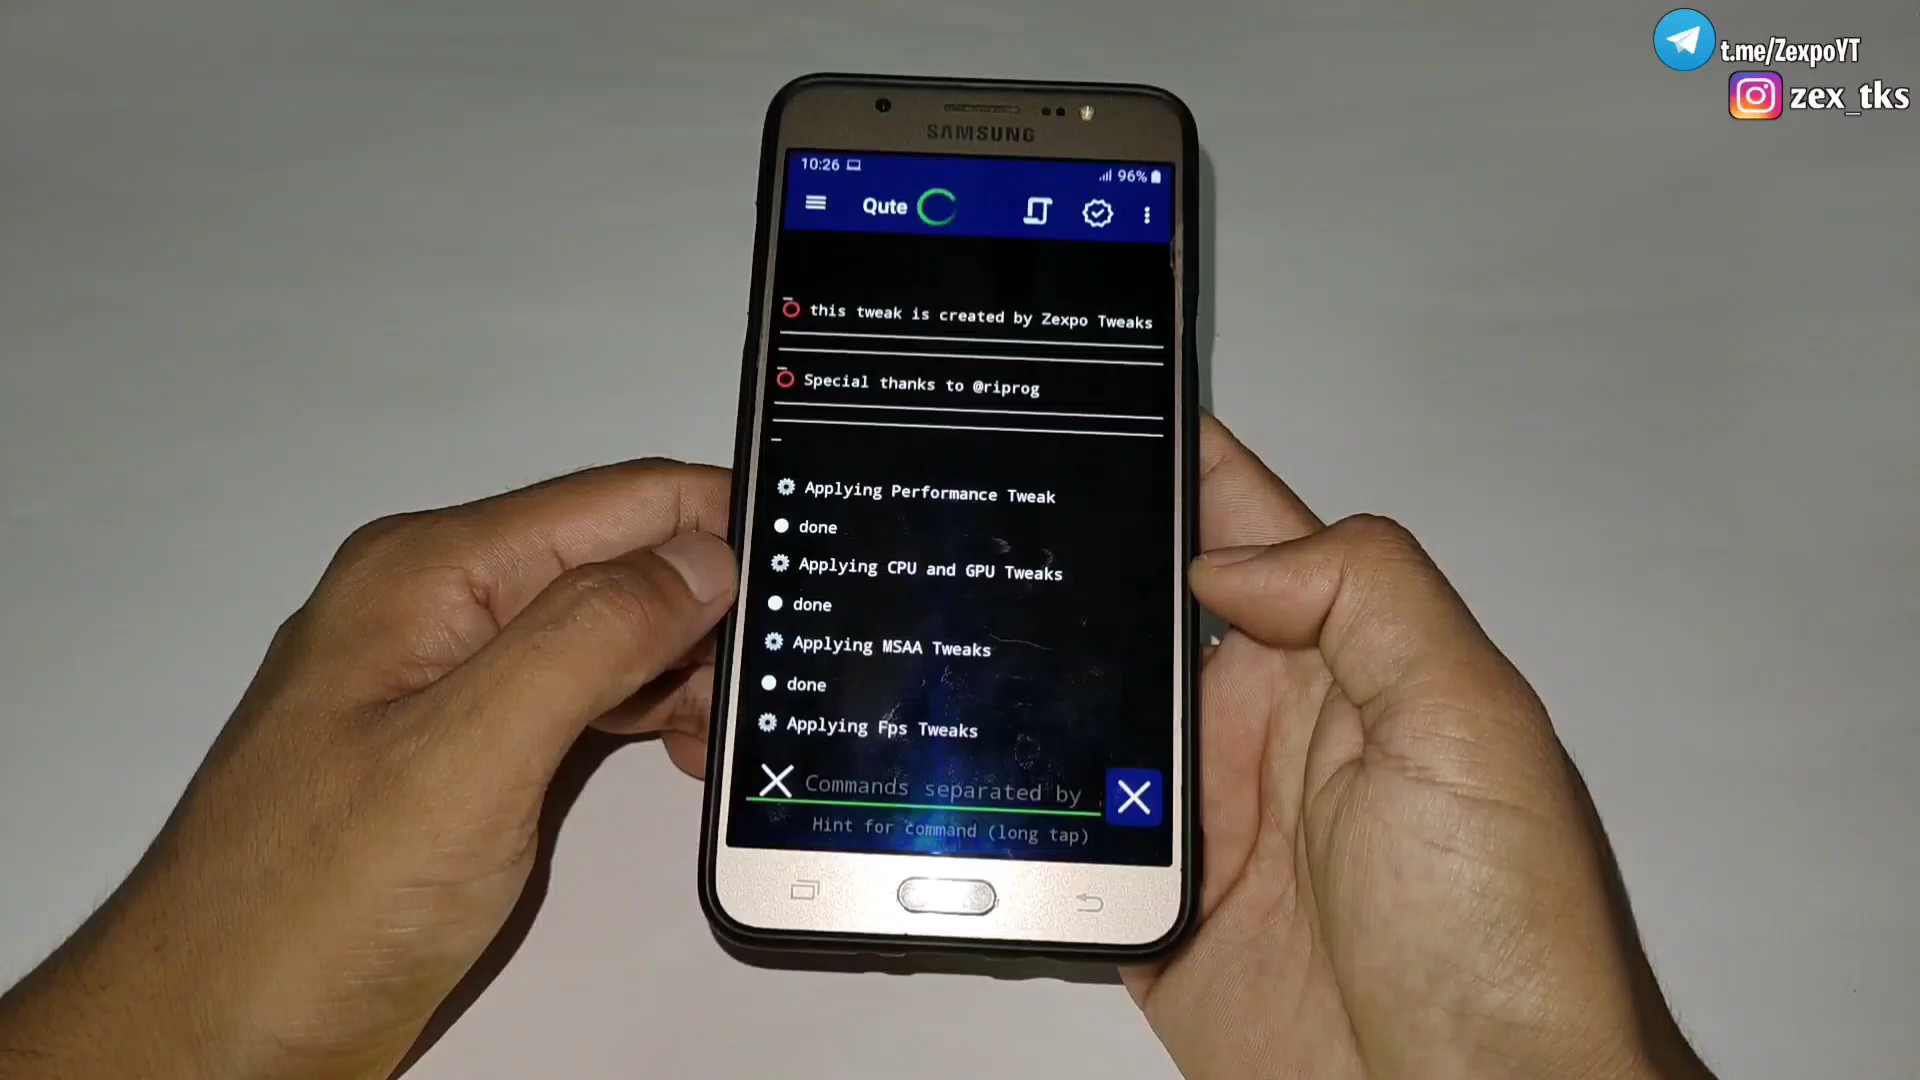 t.me/ZexpoYT
zex_tks
SAMSUNG
10:26
96%
Qute
this tweak is created by Zexpo Tweaks
Special thanks to @riprog
Applying Performance Tweak
done
Applying CPU and GPU Tweaks
done
Applying MSAA Tweaks
done
Applying Fps Tweaks
Commands separated by
Hint for command (long tap)